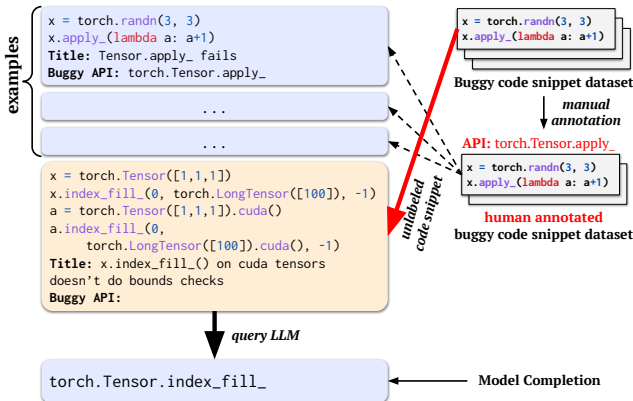 examples
x = torch.randn(3, 3)
x.apply_(lambda a: a+1)
Title: Tensor.apply_ fails
Buggy API: torch.Tensor.apply_
...
...
x = torch.Tensor([1,1,1])
x.index_fill_(0, torch.LongTensor([100]), -1)
a = torch.Tensor([1,1,1]).cuda()
a.index_fill_(0,
torch.LongTensor([100]).cuda(), -1)
Title: x.index_fill_() on cuda tensors
doesn't do bounds checks
Buggy API:
query LLM
torch.Tensor.index_fill_
Model Completion
unlabeled
code snippet
x = torch.randn(3, 3)
x.apply_(lambda a: a+1)
Buggy code snippet dataset
manual
annotation
API: torch.Tensor.apply_
x = torch.randn(3, 3)
x.apply_(lambda a: a+1)
human annotated
buggy code snippet dataset